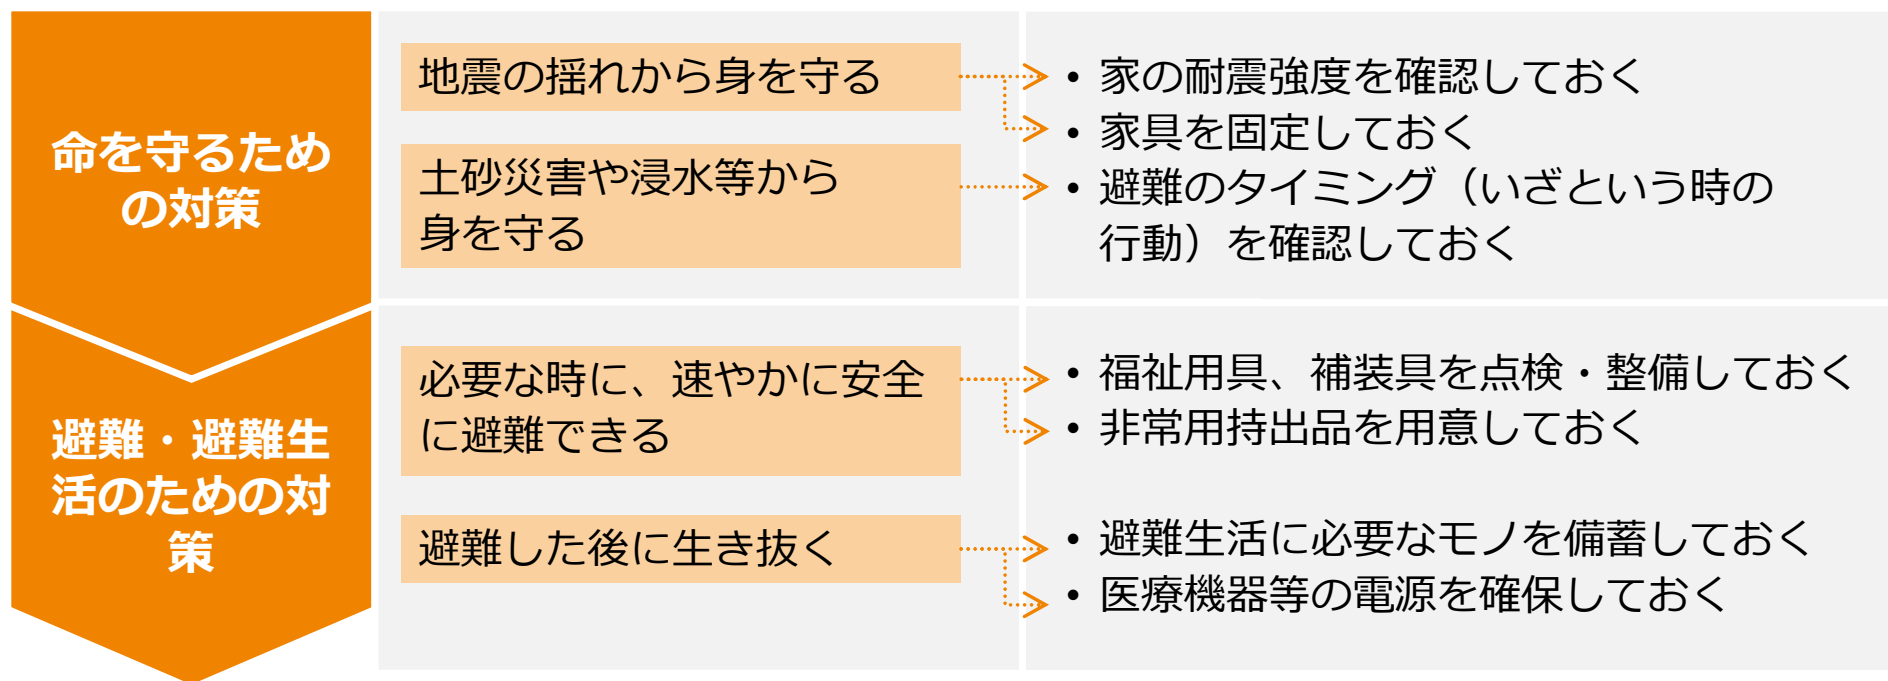 命を守るため
の対策
地震の揺れから身を守る
土砂災害や浸水等から
身を守る
• 家の耐震強度を確認しておく
• 家具を固定しておく
• 避難のタイミング（いざという時の
行動）を確認しておく
避難・避難生
活のための対
策
必要な時に、速やかに安全
に避難できる
避難した後に生き抜く
• 福祉用具、補装具を点検・整備しておく
• 非常用持出品を用意しておく
• 避難生活に必要なモノを備蓄しておく
• 医療機器等の電源を確保しておく